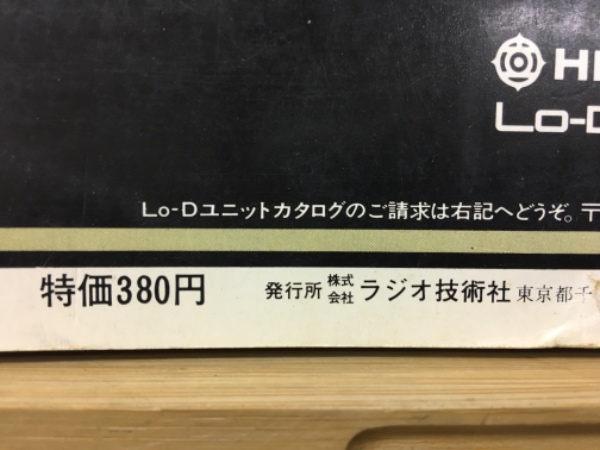 Lo-Dユニットカタログのご請求は右記へどうぞ。〒
特価380円 発行所 株式会社 ラジオ技術社 東京都千